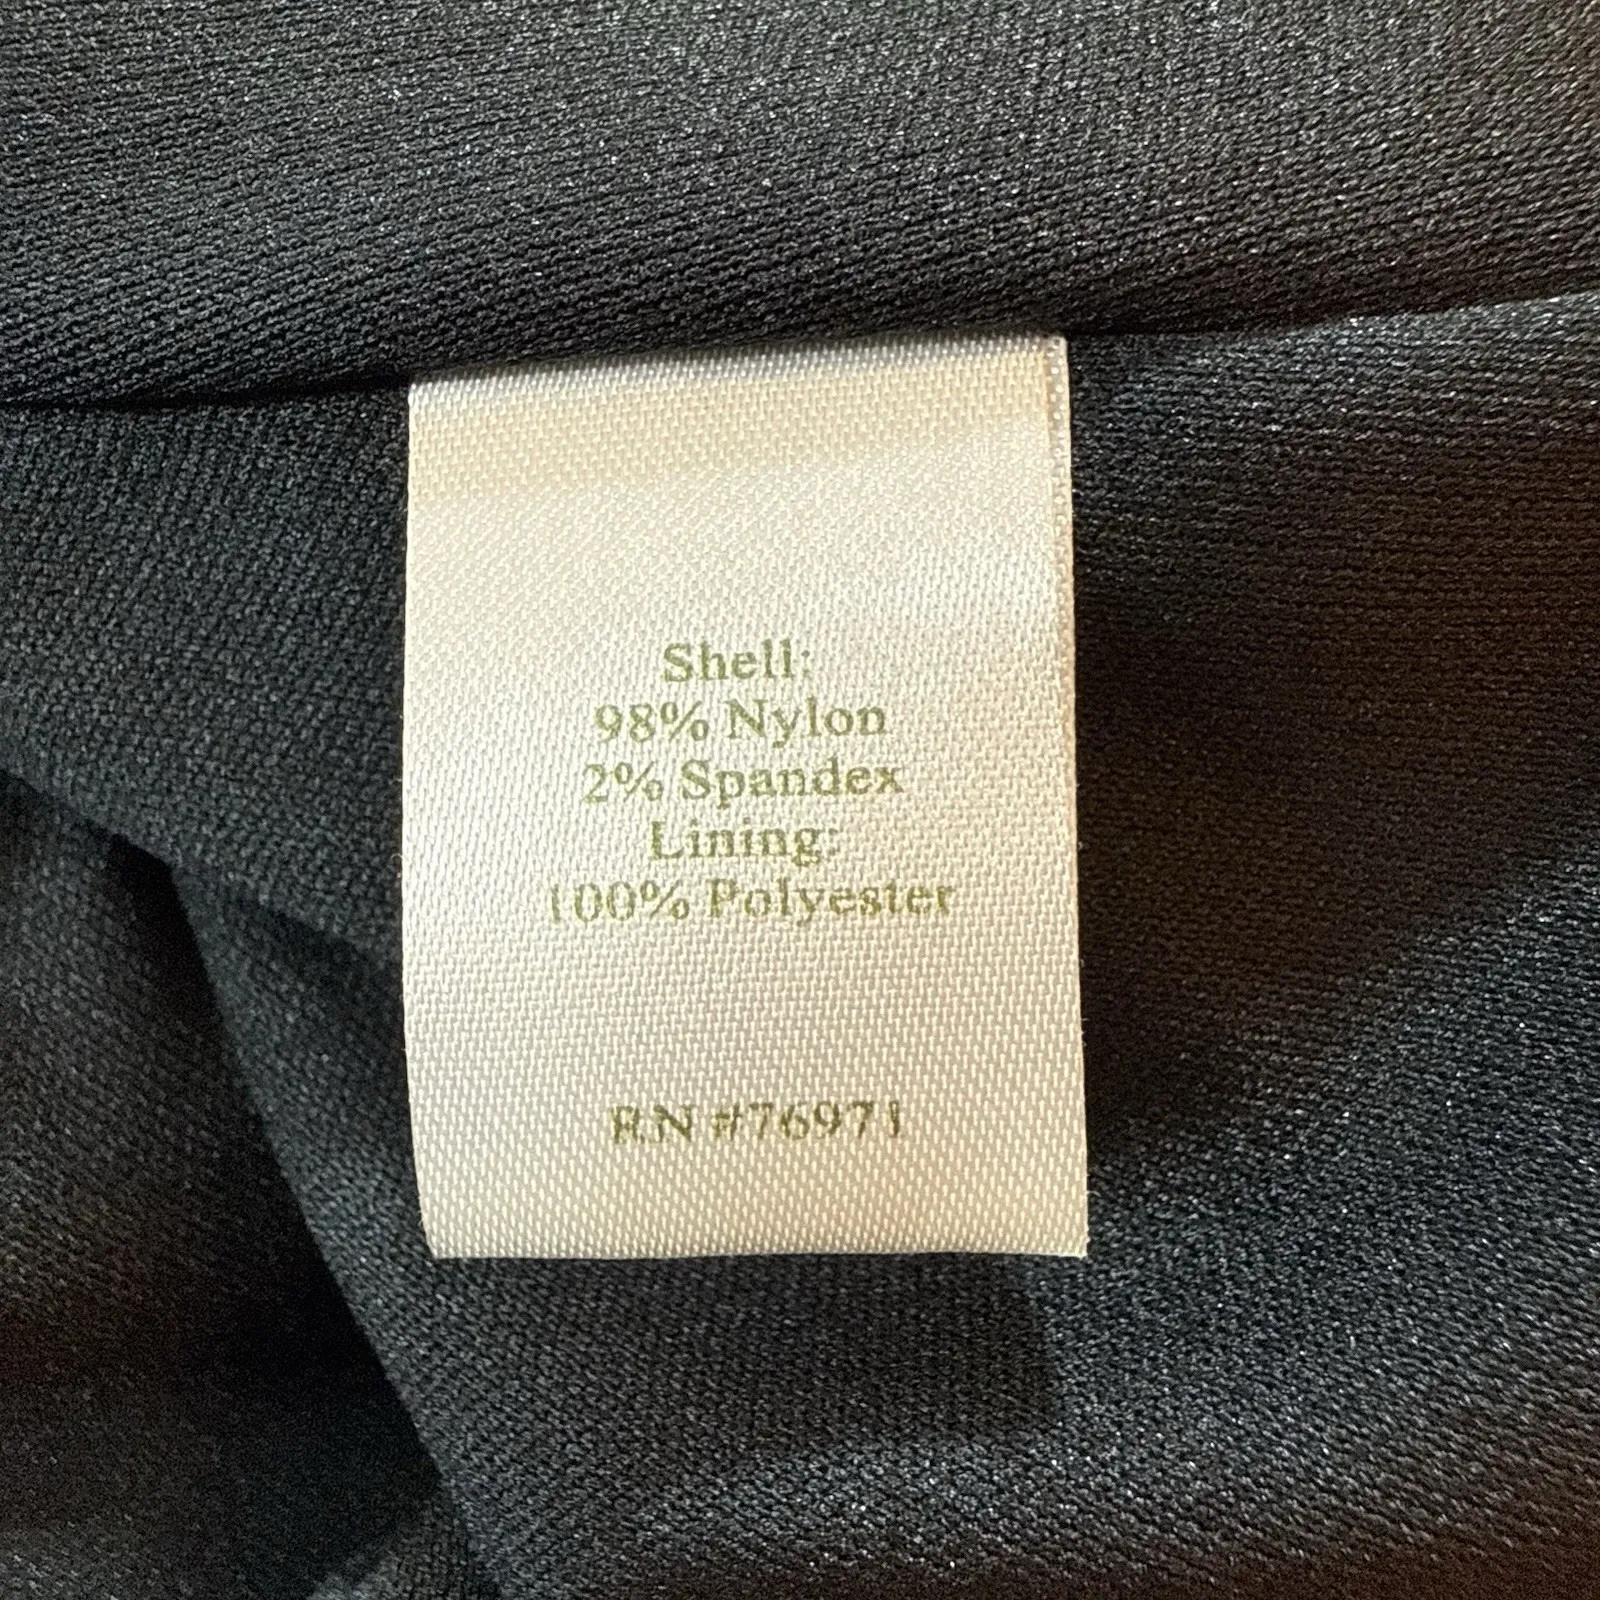 Shell:
98% Nylon
2% Spandex
Lining:
100% Polyester
RN #76971